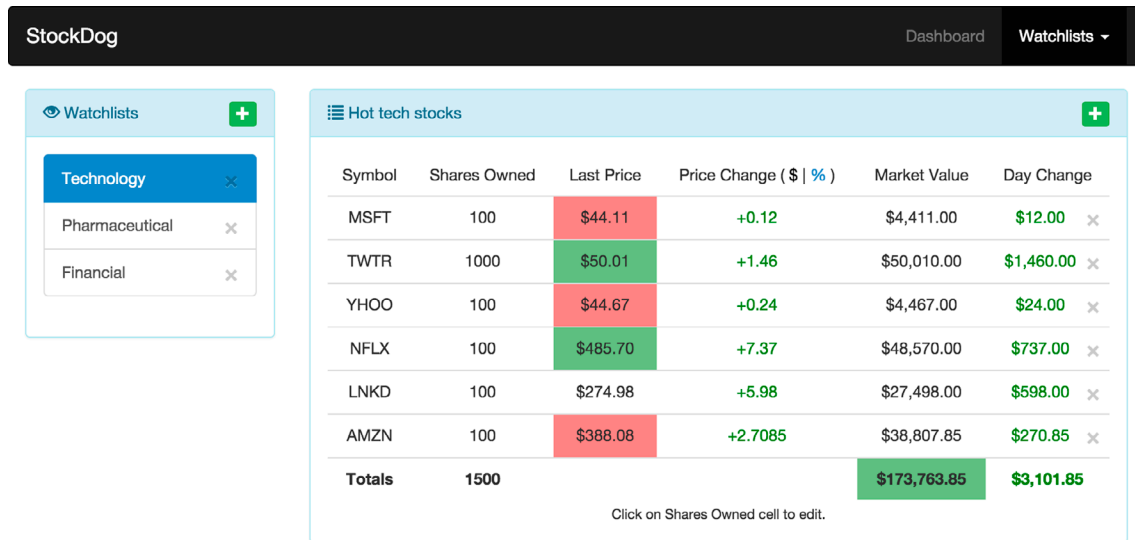 StockDog Dashboard Watchlists
Watchlists
Technology
Pharmaceutical
Financial
Hot tech stocks
Symbol Shares Owned Last Price Price Change ( $ | % ) Market Value Day Change
MSFT 100 $44.11 +0.12 $4,411.00 $12.00
TWTR 1000 $50.01 +1.46 $50,010.00 $1,460.00
YHOO 100 $44.67 +0.24 $4,467.00 $24.00
NFLX 100 $485.70 +7.37 $48,570.00 $737.00
LNKD 100 $274.98 +5.98 $27,498.00 $598.00
AMZN 100 $388.08 +2.7085 $38,807.85 $270.85
Totals 1500 $173,763.85 $3,101.85
Click on Shares Owned cell to edit.